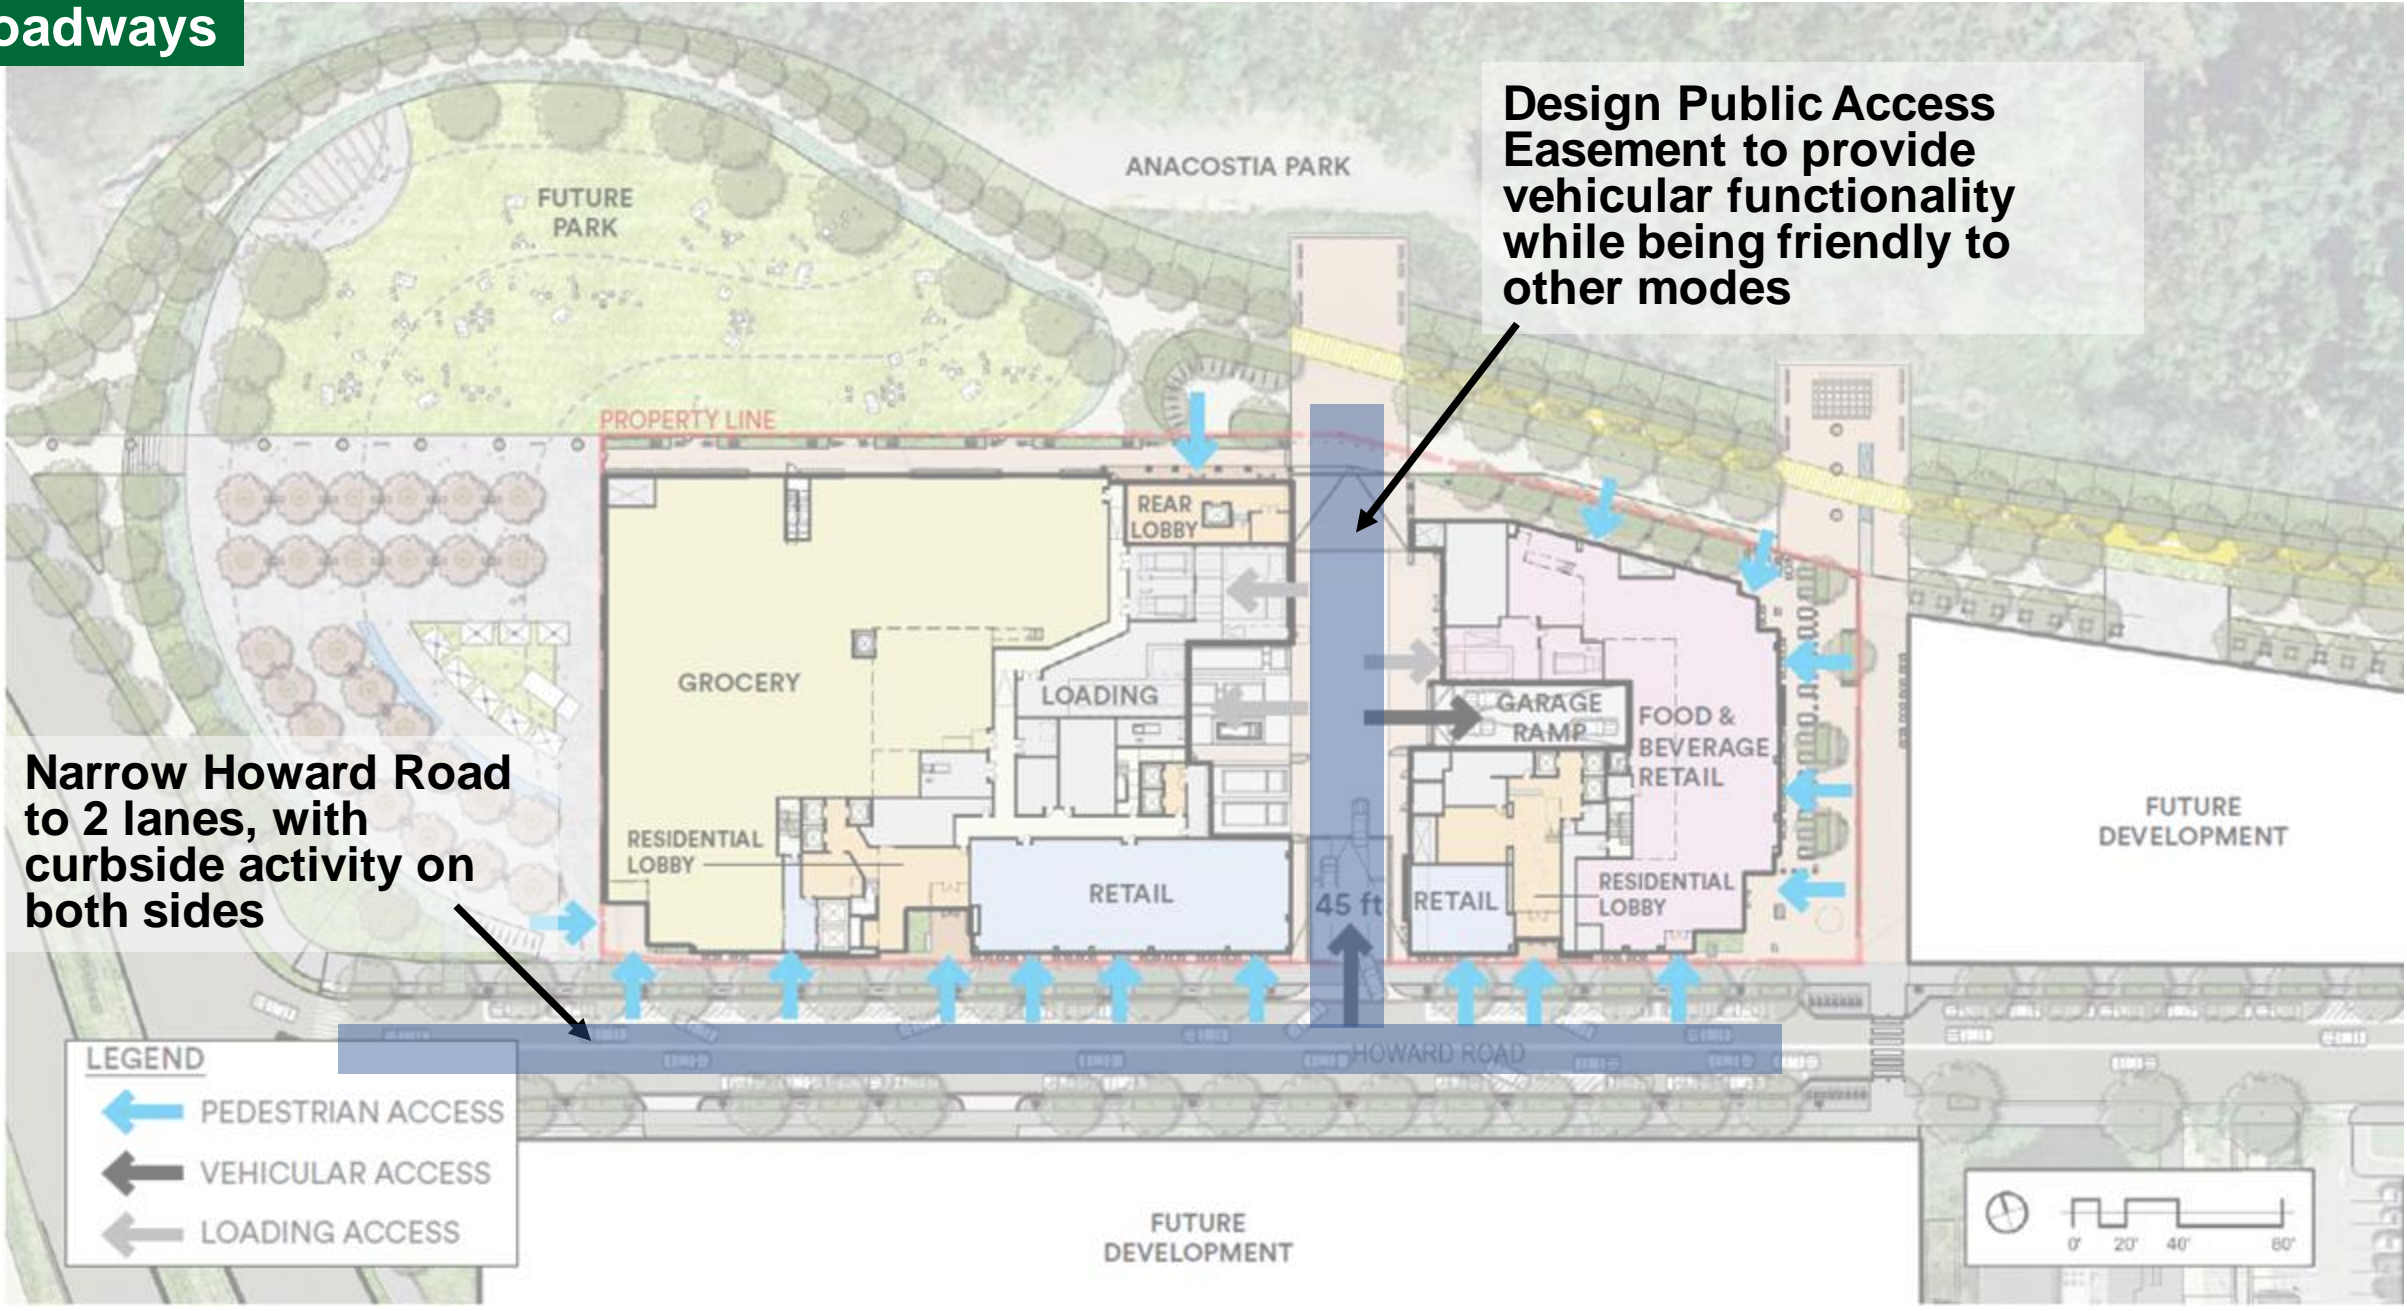 oadways
Design Public Access
Easement to provide
vehicular functionality
while being friendly to
other modes
ANACOSTIA PARK
FUTURE
PARK
PROPERTY LINE
REAR
LOBBY
GROCERY
LOADING
GARAGE
RAMP
FOOD &
BEVERAGE
RETAIL
FUTURE
DEVELOPMENT
Narrow Howard Road
to 2 lanes, with
curbside activity on
both sides
RESIDENTIAL
LOBBY
RETAIL
45 ft
RETAIL
RESIDENTIAL
LOBBY
HOWARD ROAD
LEGEND
PEDESTRIAN ACCESS
VEHICULAR ACCESS
LOADING ACCESS
FUTURE
DEVELOPMENT
0' 20' 40' 80'